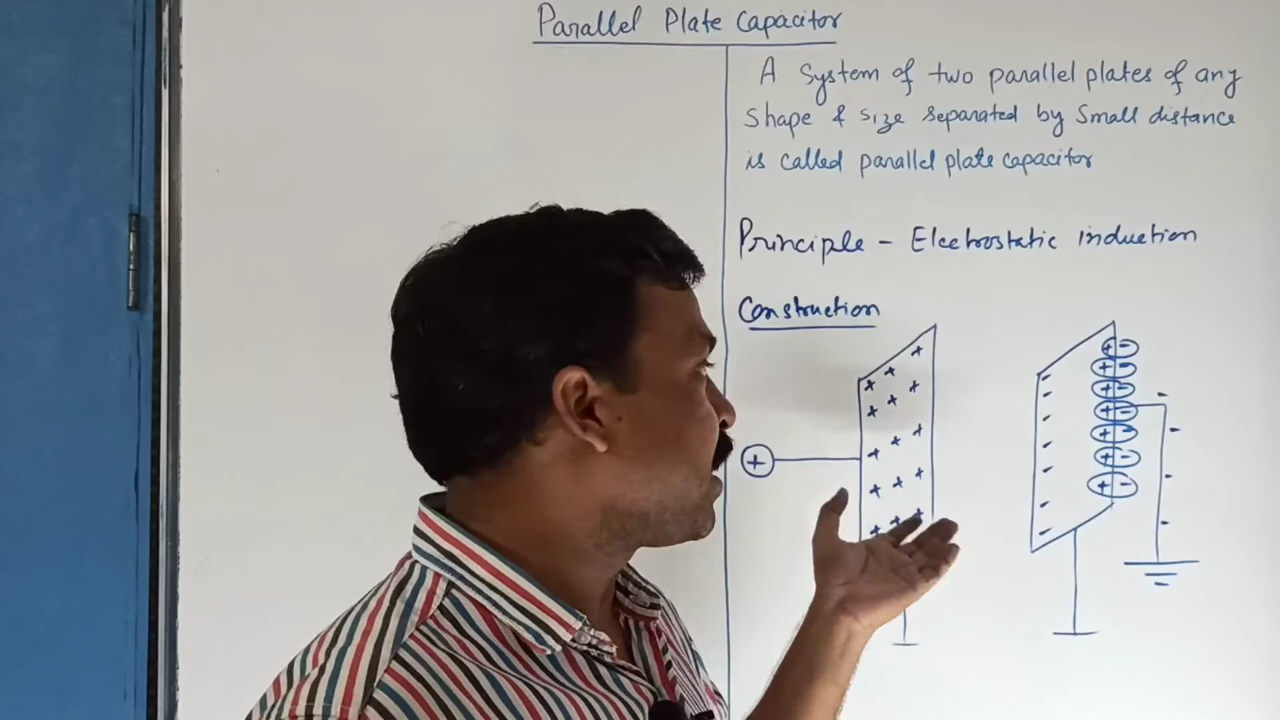 Parallel Plate Capacitor
A System of two parallel plates of any
shape & size separated by small distance
is called parallel plate capacitor
Principle - Electrostatic induction
Construction